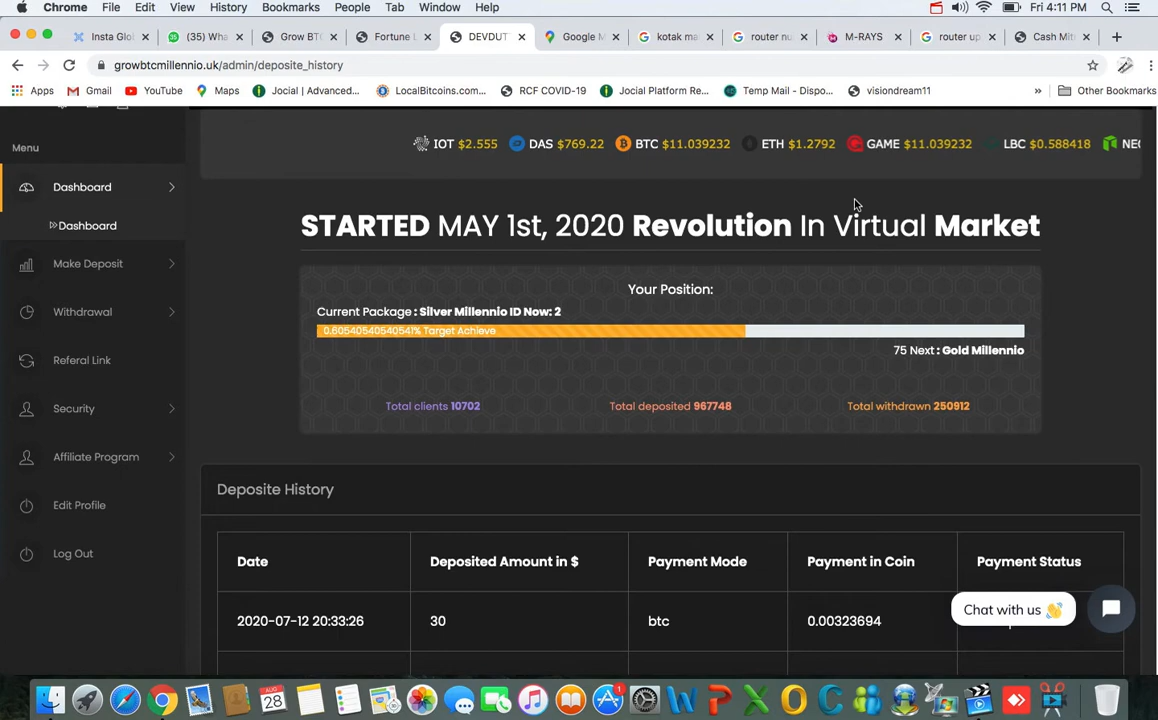 Chrome File Edit View History Bookmarks People Tab Window Help Fri 4:11 PM
Insta Glo (35) Wha Grow BTC Fortune DEVDUT Google M kotak ma router nu M-RAYS router up Cash Mit
growbtcmillennio.uk/admin/deposite_history
Apps Gmail YouTube Maps Jocial | Advanced... LocalBitcoins.com... RCF COVID-19 Jocial Platform Re... Temp Mail - Dispo... visiondream11 » Other Bookmarks
IOT $2.555 DAS $769.22 BTC $11.039232 ETH $1.2792 GAME $11.039232 LBC $0.588418 NEO
Menu
Dashboard
Dashboard
Make Deposit
Withdrawal
Referal Link
Security
Affiliate Program
Edit Profile
Log Out
STARTED MAY 1st, 2020 Revolution In Virtual Market
Your Position:
Current Package : Silver Millennio ID Now: 2
0.60540540540541% Target Achieve
75 Next : Gold Millennio
Total clients 10702 Total deposited 967748 Total withdrawn 250912
Deposite History
Date Deposited Amount in $ Payment Mode Payment in Coin Payment Status
2020-07-12 20:33:26 30 btc 0.00323694
Chat with us 👋
AUG
28
1